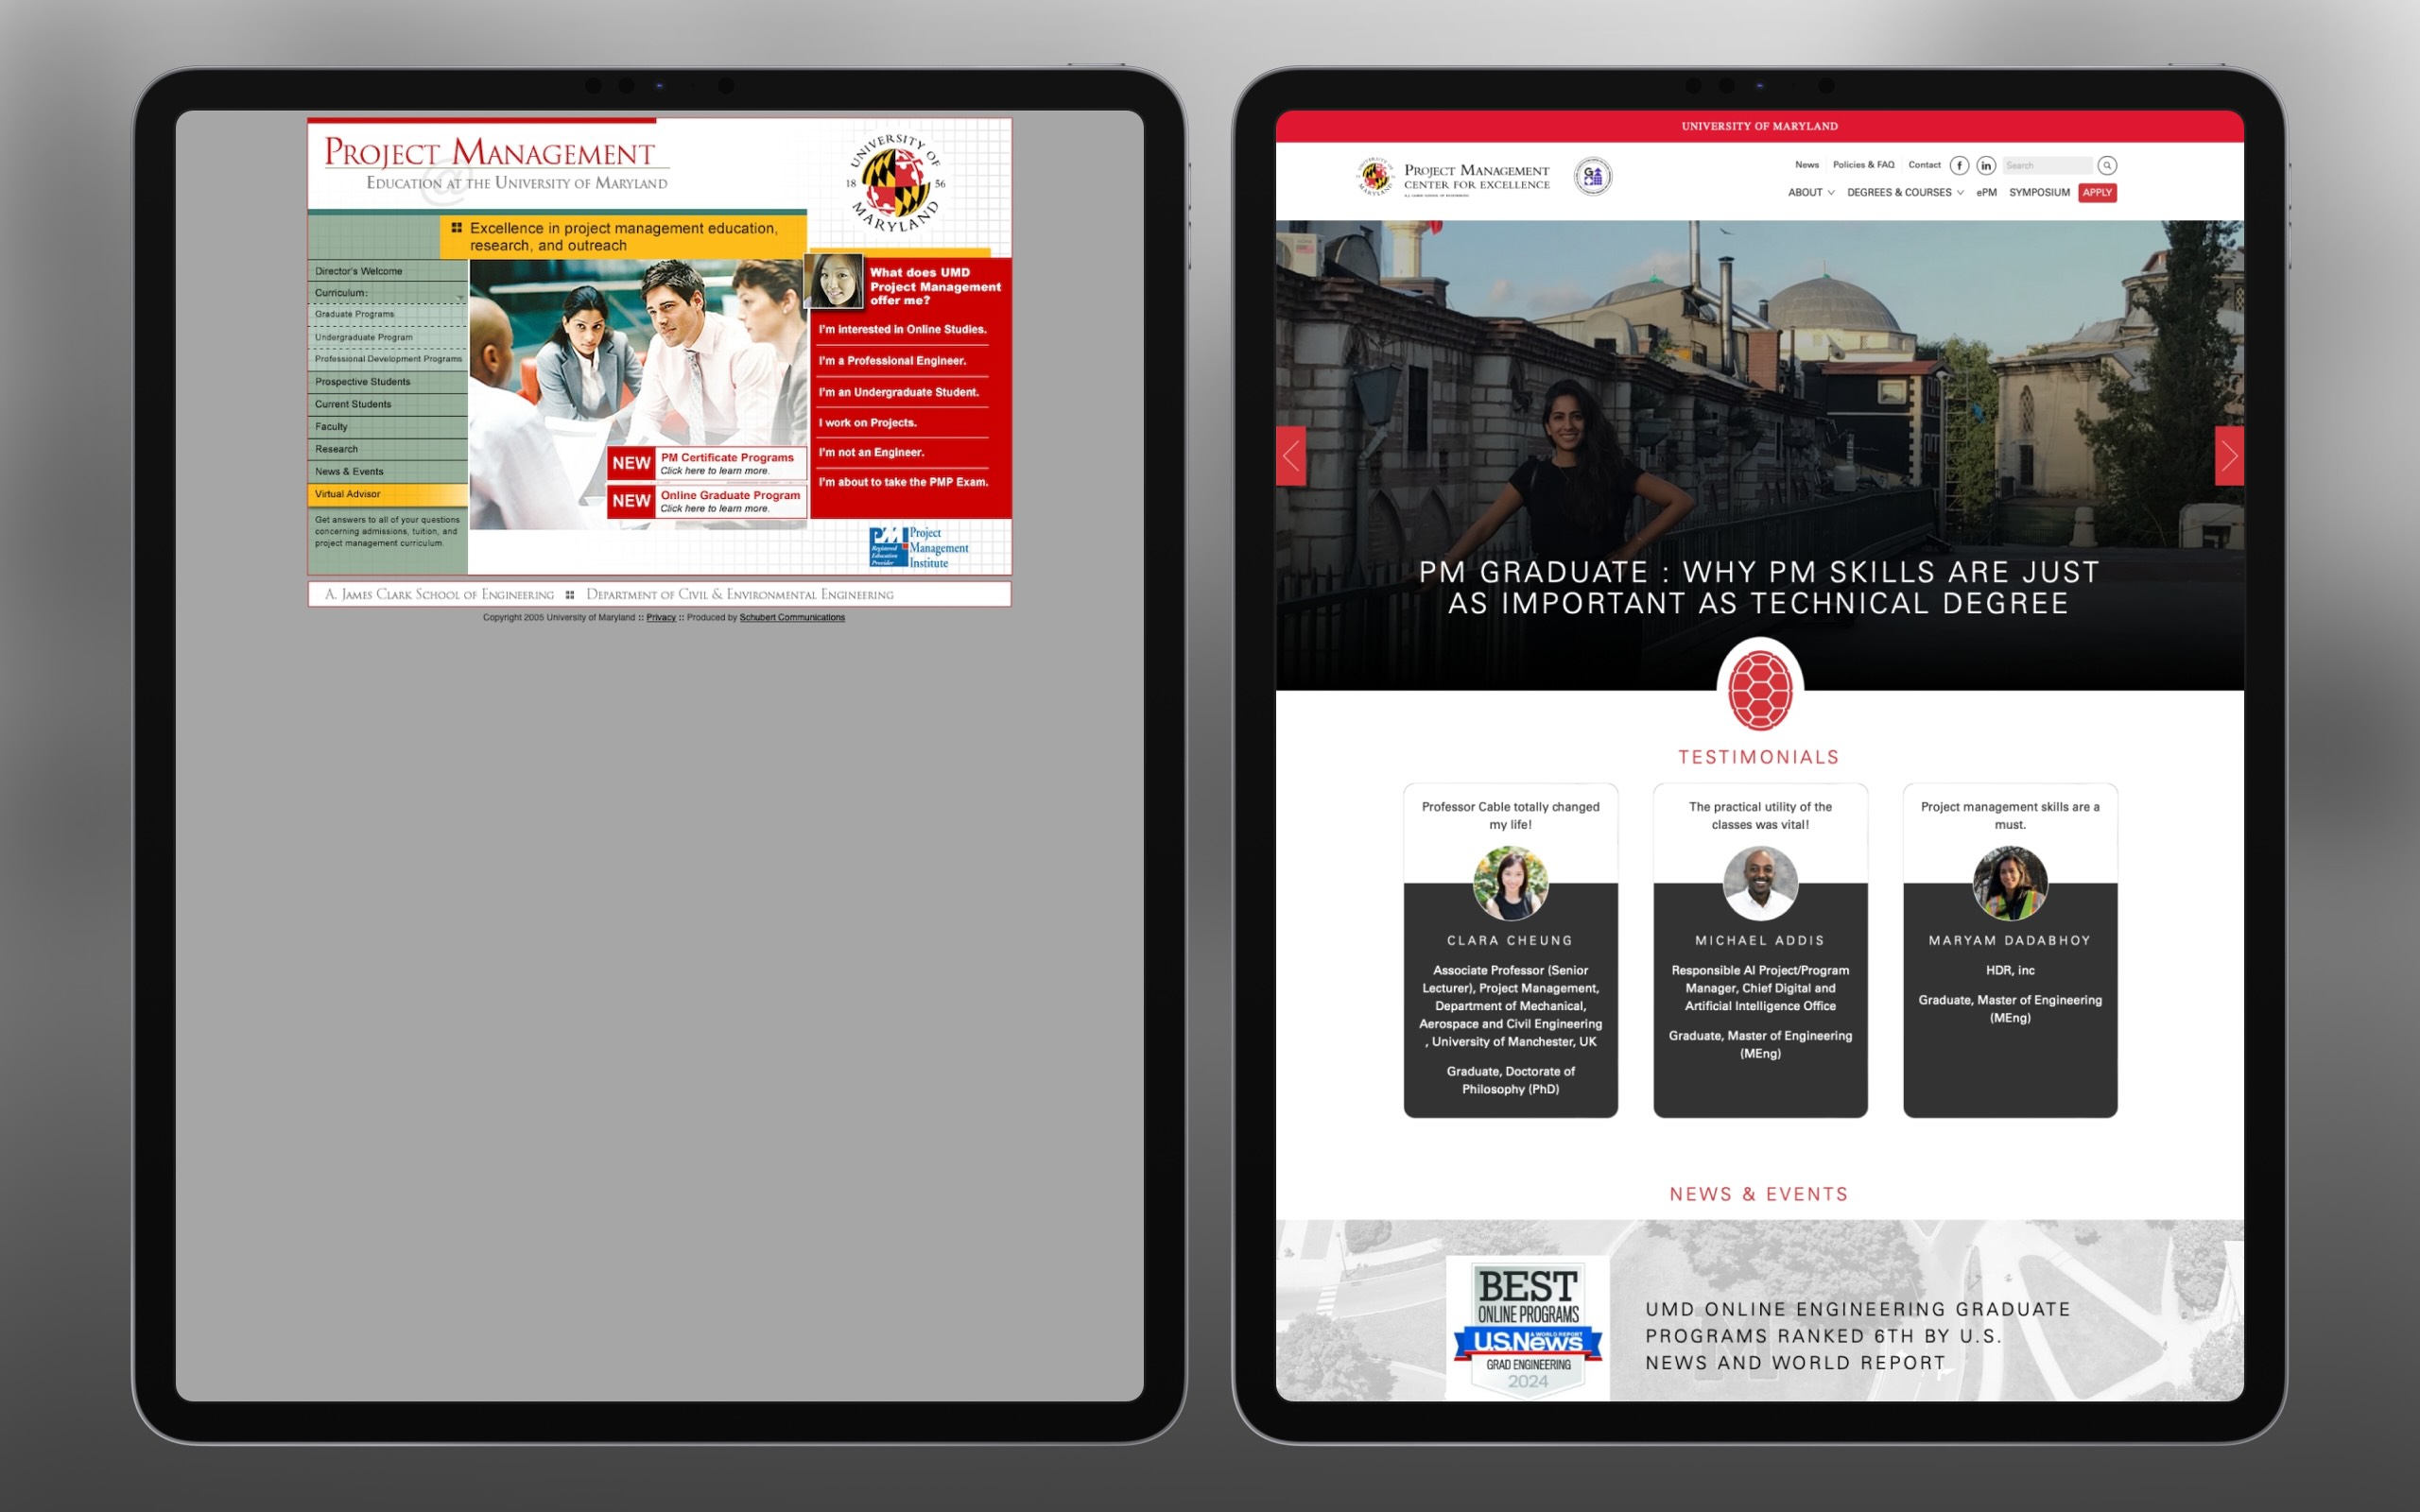 PROJECT MANAGEMENT
EDUCATION AT THE UNIVERSITY OF MARYLAND
UNIVERSITY OF
18 56
MARYLAND
Excellence in project management education,
research, and outreach
Director's Welcome
Curriculum:
Graduate Programs
Undergraduate Program
Professional Development Programs
Prospective Students
Current Students
Faculty
Research
News & Events
Virtual Advisor
Get answers to all of your questions
concerning admissions, tuition, and
project management curriculum.
NEW PM Certificate Programs
Click here to learn more.
NEW Online Graduate Program
Click here to learn more.
What does UMD
Project Management
offer me?
I'm interested in Online Studies.
I'm a Professional Engineer.
I'm an Undergraduate Student.
I work on Projects.
I'm not an Engineer.
I'm about to take the PMP Exam.
PMI
Registered
Education
Provider
Project
Management
Institute
A. JAMES CLARK SCHOOL OF ENGINEERING DEPARTMENT OF CIVIL & ENVIRONMENTAL ENGINEERING
Copyright 2005 University of Maryland :: Privacy :: Produced by Schubert Communications
UNIVERSITY OF MARYLAND
PROJECT MANAGEMENT
CENTER FOR EXCELLENCE
News Policies & FAQ Contact f in Search
ABOUT DEGREES & COURSES ePM SYMPOSIUM APPLY
PM GRADUATE : WHY PM SKILLS ARE JUST
AS IMPORTANT AS TECHNICAL DEGREE
TESTIMONIALS
Professor Cable totally changed
my life!
CLARA CHEUNG
Associate Professor (Senior
Lecturer), Project Management,
Department of Mechanical,
Aerospace and Civil Engineering
, University of Manchester, UK
Graduate, Doctorate of
Philosophy (PhD)
The practical utility of the
classes was vital!
MICHAEL ADDIS
Responsible AI Project/Program
Manager, Chief Digital and
Artificial Intelligence Office
Graduate, Master of Engineering
(MEng)
Project management skills are a
must.
MARYAM DADABHOY
HDR, inc
Graduate, Master of Engineering
(MEng)
NEWS & EVENTS
BEST
ONLINE PROGRAMS
U.S.News
& WORLD REPORT
GRAD ENGINEERING
2024
UMD ONLINE ENGINEERING GRADUATE
PROGRAMS RANKED 6TH BY U.S.
NEWS AND WORLD REPORT